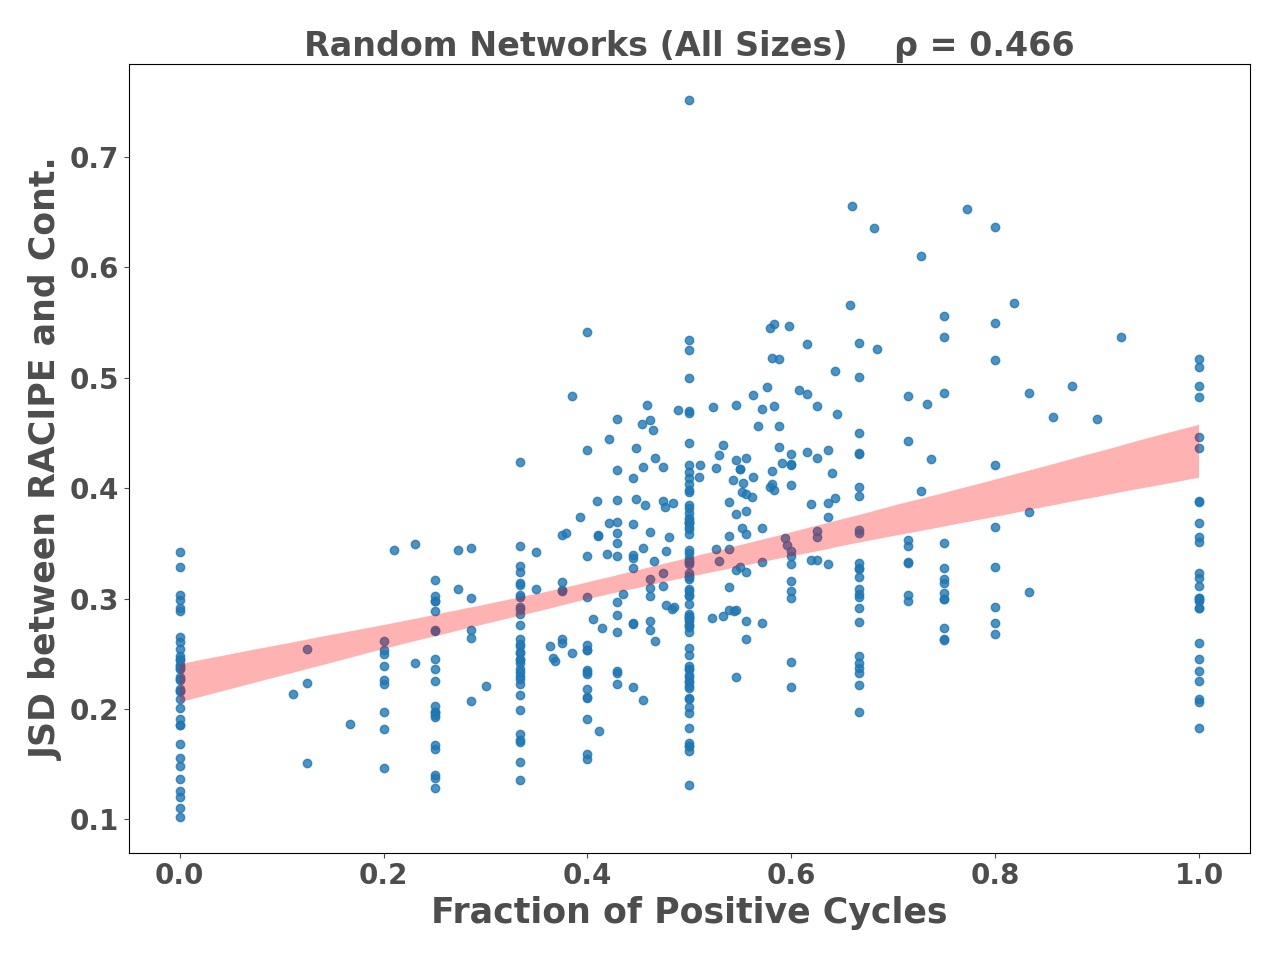 Random Networks (All Sizes) ρ = 0.466
JSD between RACIPE and Cont.
0.7
0.6
0.5
0.4
0.3
0.2
0.1
0.0 0.2 0.4 0.6 0.8 1.0
Fraction of Positive Cycles